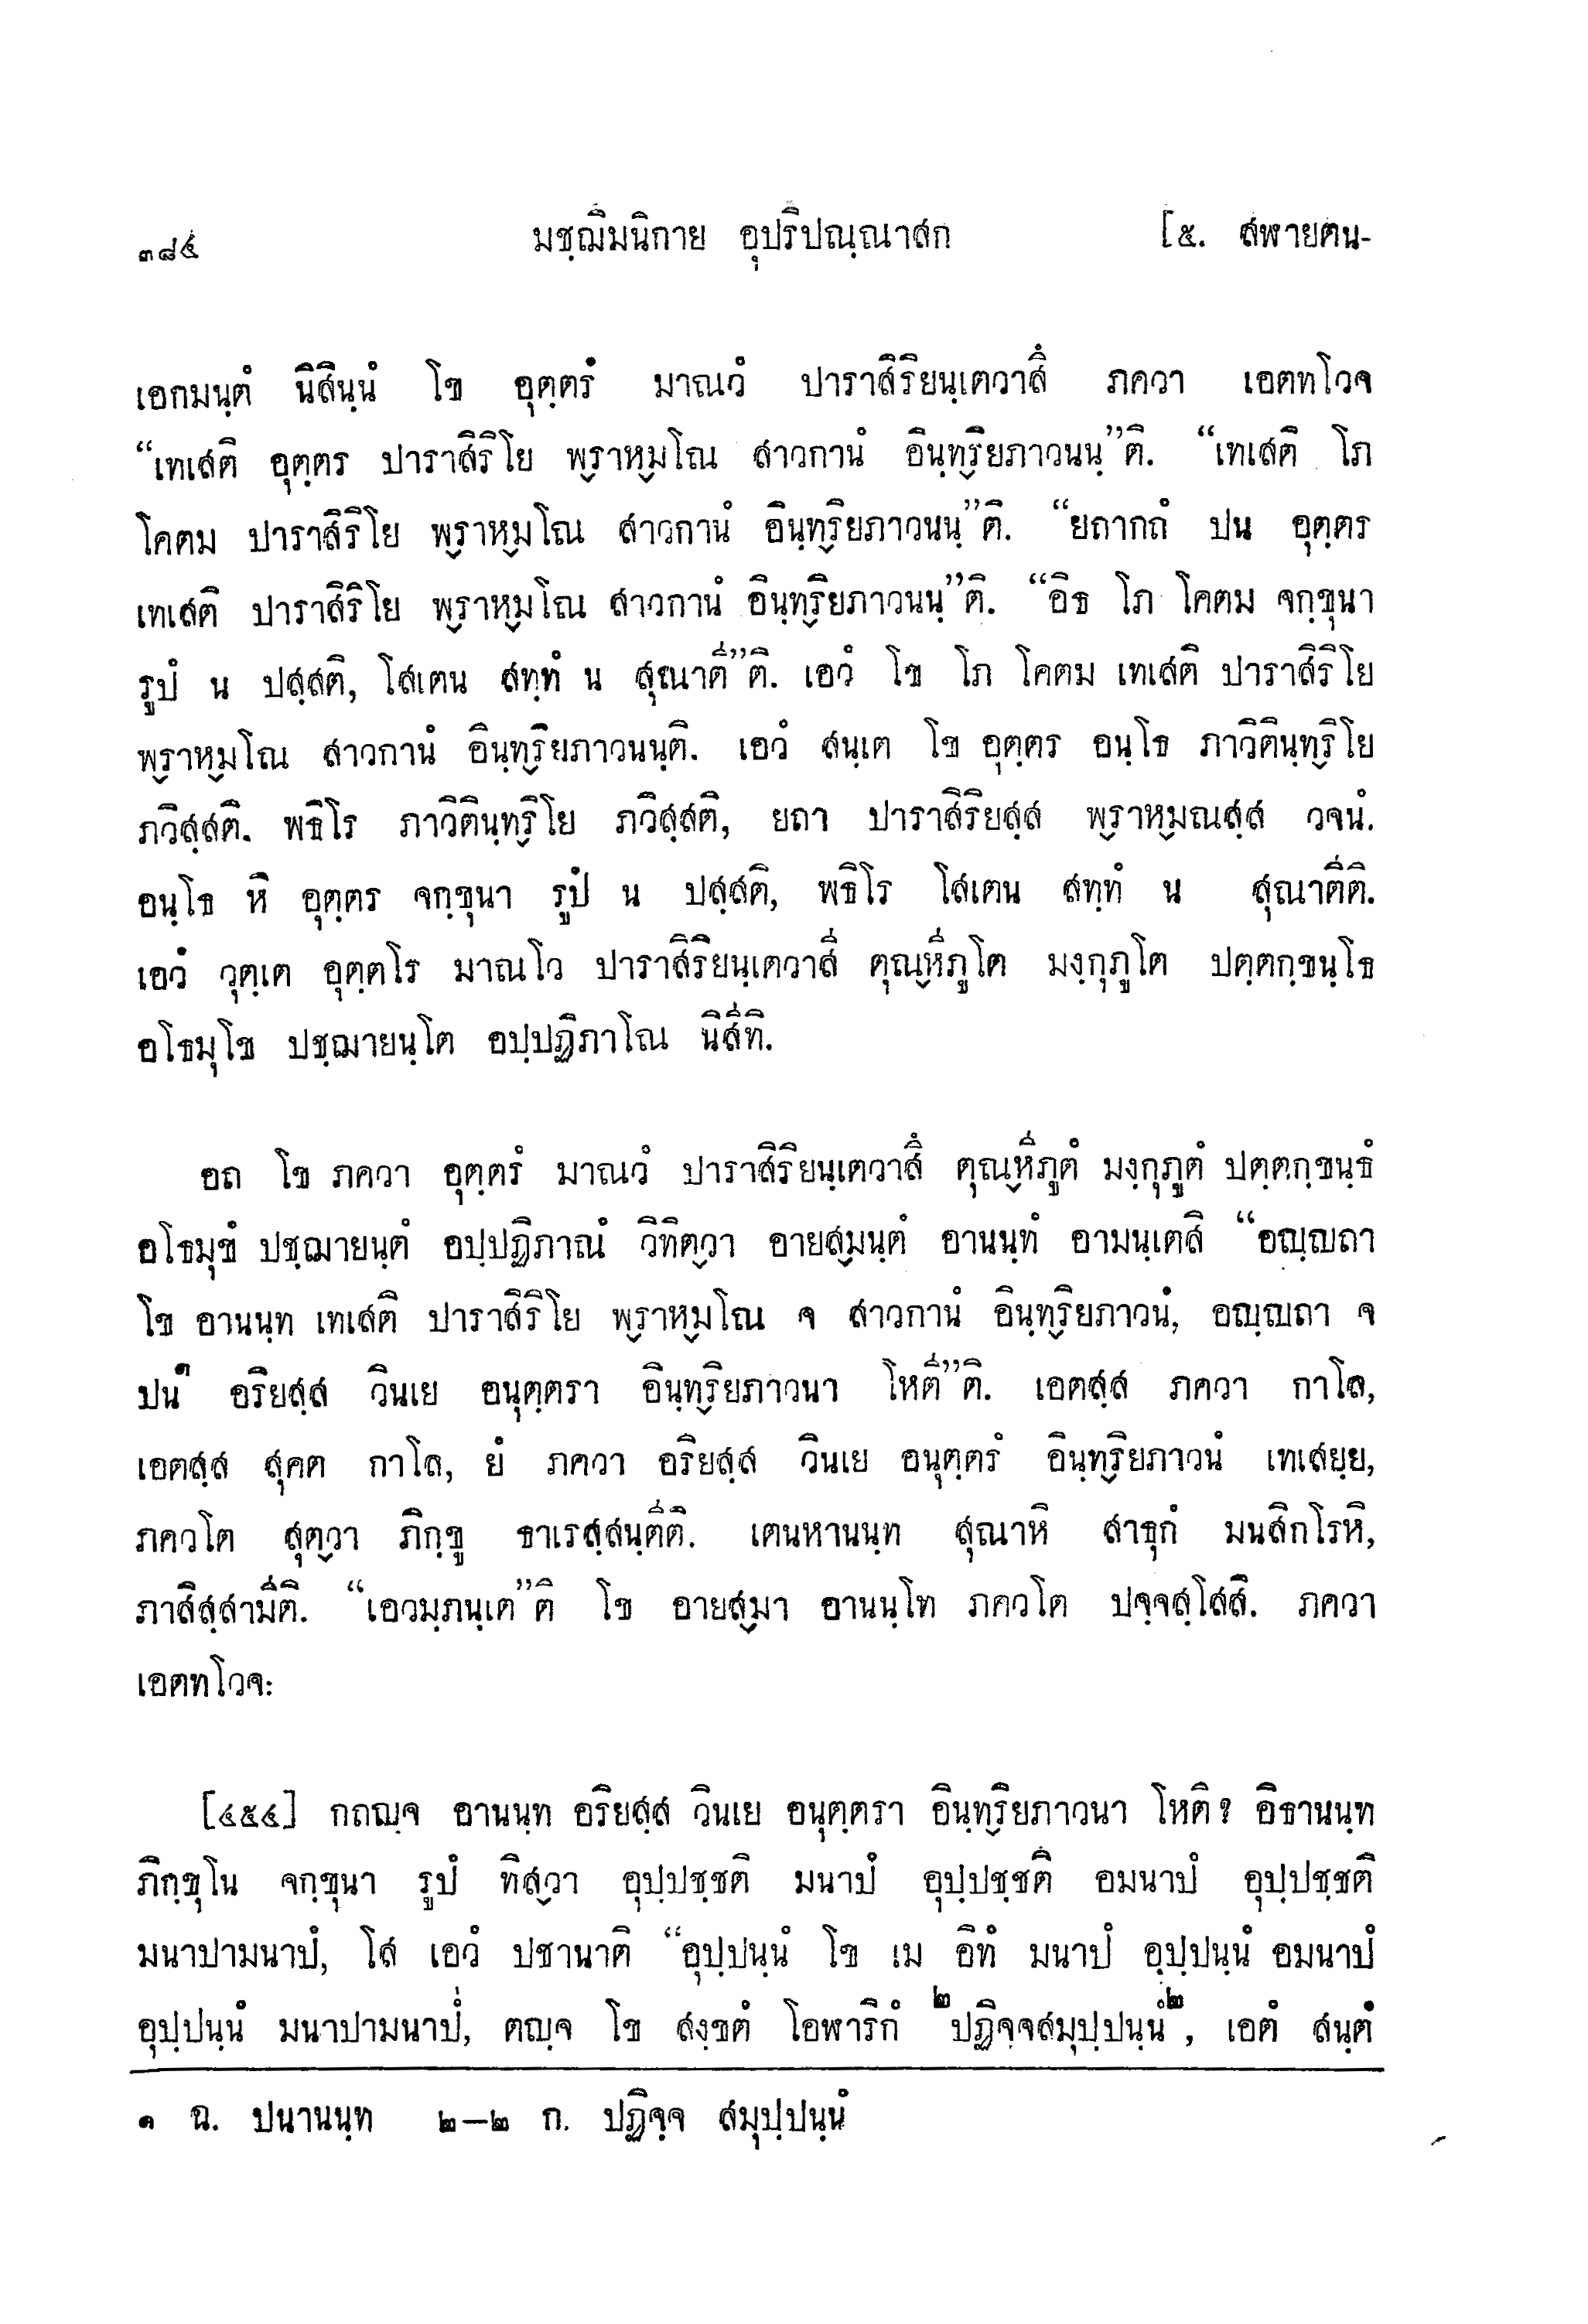 ๓๘๔ มชฺฌิมนิกาย อุปริปณฺณาสก [๕. สฬายตน-
เอกมนฺตํ นิสินฺนํ โข อุตฺตรํ มาณวํ ปาราสิริยนฺเตวาสึ ภควา เอตทโวจ
“เทเสติ อุตฺตร ปาราสิริโย พฺราหฺมโณ สาวกานํ อินฺทฺริยภาวนนฺ”ติ. “เทเสติ โภ
โคตม ปาราสิริโย พฺราหฺมโณ สาวกานํ อินฺทฺริยภาวนนฺ”ติ. “ยถากถํ ปน อุตฺตร
เทเสติ ปาราสิริโย พฺราหฺมโณ สาวกานํ อินฺทฺริยภาวนนฺ”ติ. “อิธ โภ โคตม จกฺขุนา
รูปํ น ปสฺสติ, โสเตน สทฺทํ น สุณาตี”ติ. เอวํ โข โภ โคตม เทเสติ ปาราสิริโย
พฺราหฺมโณ สาวกานํ อินฺทฺริยภาวนนฺติ. เอวํ สนฺเต โข อุตฺตร อนฺโธ ภาวิตินฺทฺริโย
ภวิสฺสติ. พธิโร ภาวิตินฺทฺริโย ภวิสฺสติ, ยถา ปาราสิริยสฺส พฺราหฺมณสฺส วจนํ.
อนฺโธ หิ อุตฺตร จกฺขุนา รูปํ น ปสฺสติ, พธิโร โสเตน สทฺทํ น สุณาตีติ.
เอวํ วุตฺเต อุตฺตโร มาณโว ปาราสิริยนฺเตวาสี ตุณฺหีภูโต มงฺกุภูโต ปตฺตกฺขนฺโธ
อโธมุโข ปชฺฌายนฺโต อปฺปฏิภาโณ นิสีทิ.
อถ โข ภควา อุตฺตรํ มาณวํ ปาราสิริยนฺเตวาสึ ตุณฺหีภูตํ มงฺกุภูตํ ปตฺตกฺขนฺธํ
อโธมุขํ ปชฺฌายนฺตํ อปฺปฏิภาณํ วิทิตฺวา อายสฺมนฺตํ อานนฺทํ อามนฺเตสิ “อญฺญถา
โข อานนฺท เทเสติ ปาราสิริโย พฺราหฺมโณ จ สาวกานํ อินฺทฺริยภาวนํ, อญฺญถา จ
ปน๑ อริยสฺส วินเย อนุตฺตรา อินฺทฺริยภาวนา โหตี”ติ. เอตสฺส ภควา กาโล,
เอตสฺส สุคต กาโล, ยํ ภควา อริยสฺส วินเย อนุตฺตรํ อินฺทฺริยภาวนํ เทเสยฺย,
ภควโต สุตฺวา ภิกฺขู ธาเรสฺสนฺตีติ. เตนหานนฺท สุณาหิ สาธุกํ มนสิกโรหิ,
ภาสิสฺสามีติ. “เอวมฺภนฺเต”ติ โข อายสฺมา อานนฺโท ภควโต ปจฺจสฺโสสิ. ภควา
เอตทโวจ:
[๔๕๔] กถญฺจ อานนฺท อริยสฺส วินเย อนุตฺตรา อินฺทฺริยภาวนา โหติ? อิธานนฺท
ภิกฺขุโน จกฺขุนา รูปํ ทิสฺวา อุปฺปชฺชติ มนาปํ อุปฺปชฺชติ อมนาปํ อุปฺปชฺชติ
มนาปามนาปํ, โส เอวํ ปชานาติ “อุปฺปนฺนํ โข เม อิทํ มนาปํ อุปฺปนฺนํ อมนาปํ
อุปฺปนฺนํ มนาปามนาปํ, ตญฺจ โข สงฺขตํ โอฬาริกํ ๒ปฏิจฺจสมุปฺปนฺนํ๒, เอตํ สนฺตํ
๑ ฉ. ปนานนฺท ๒–๒ ก. ปฏิจฺจ สมุปฺปนฺนํ